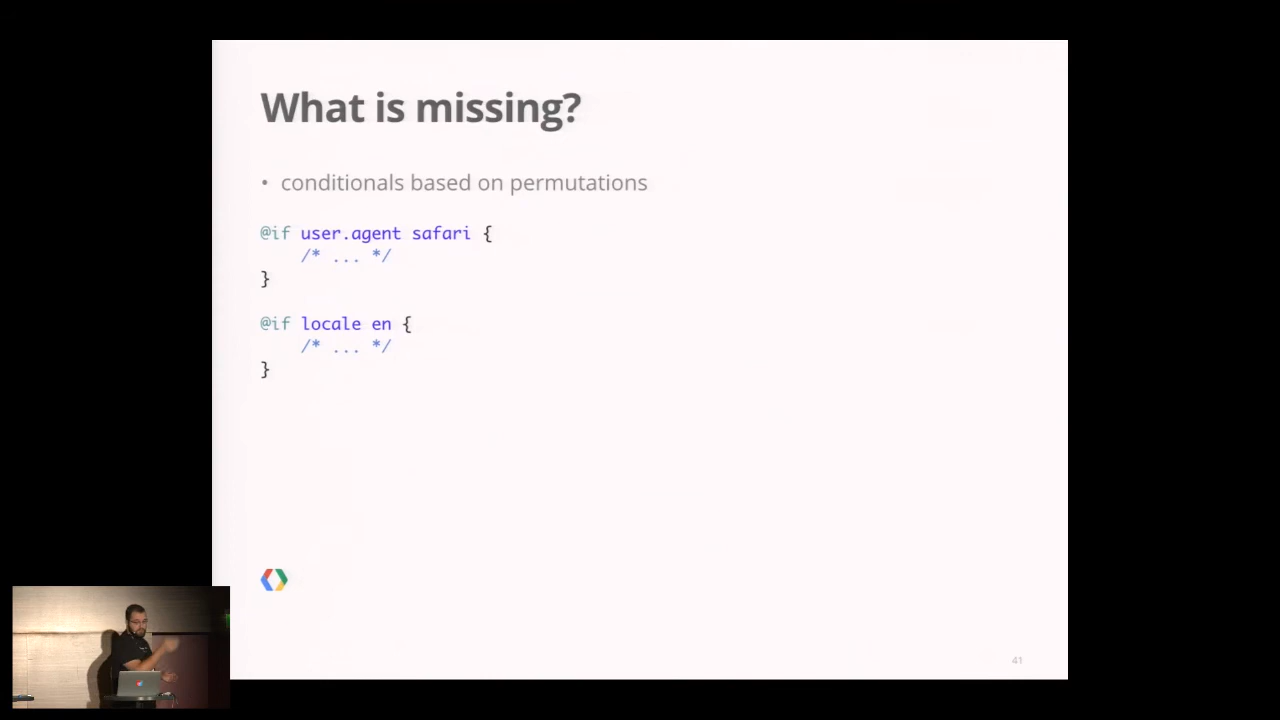 What is missing?
• conditionals based on permutations
@if user.agent safari {
/* ... */
}
@if locale en {
/* ... */
}
41